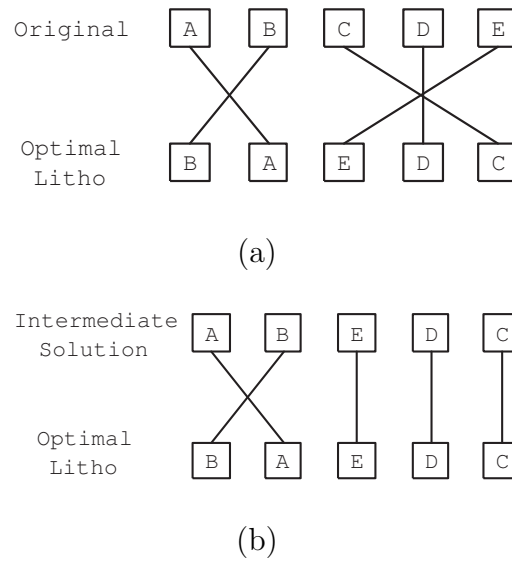 Original A B C D E
Optimal
Litho
B A E D C
(a)
Intermediate
Solution
A B E D C
Optimal
Litho
B A E D C
(b)